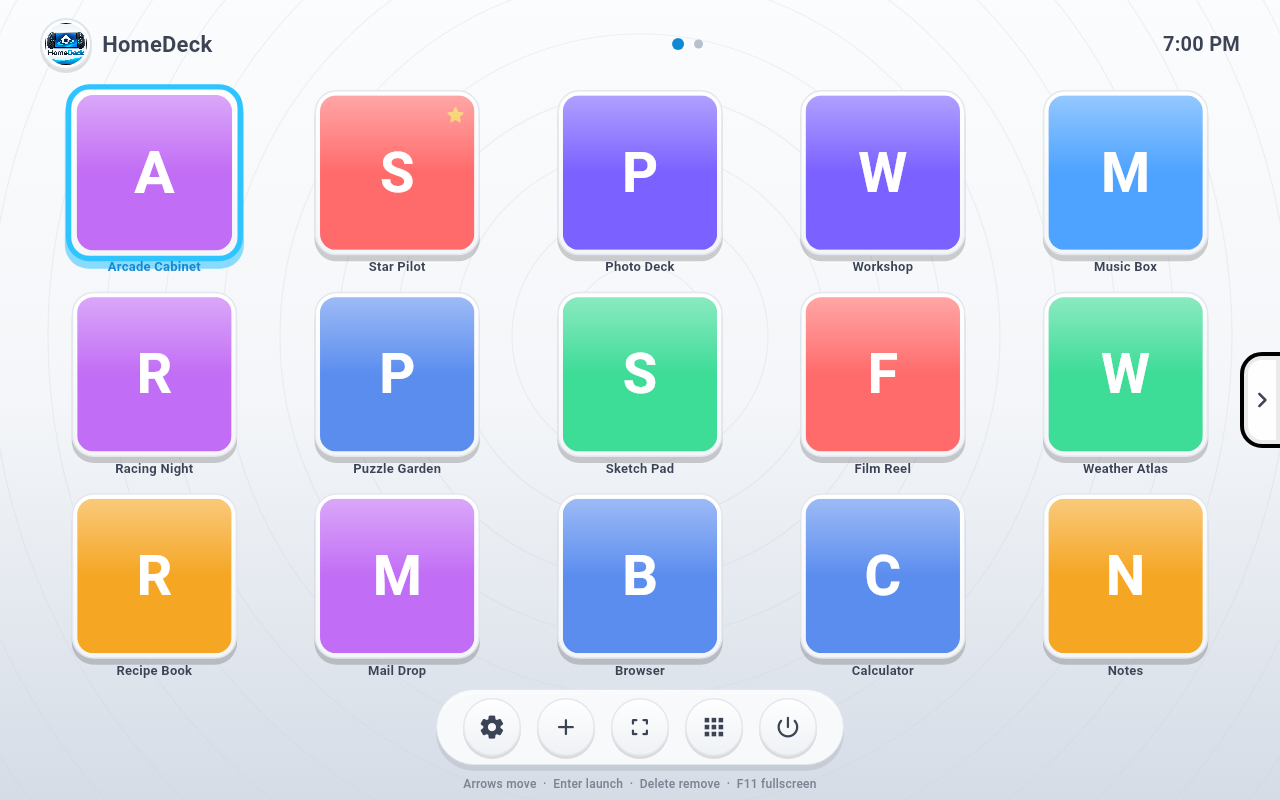 HomeDeck
HomeDeck
7:00 PM
A
S
P
W
M
Arcade Cabinet
Star Pilot
Photo Deck
Workshop
Music Box
R
P
S
F
W
Racing Night
Puzzle Garden
Sketch Pad
Film Reel
Weather Atlas
R
M
B
C
N
Recipe Book
Mail Drop
Browser
Calculator
Notes
Arrows move · Enter launch · Delete remove · F11 fullscreen